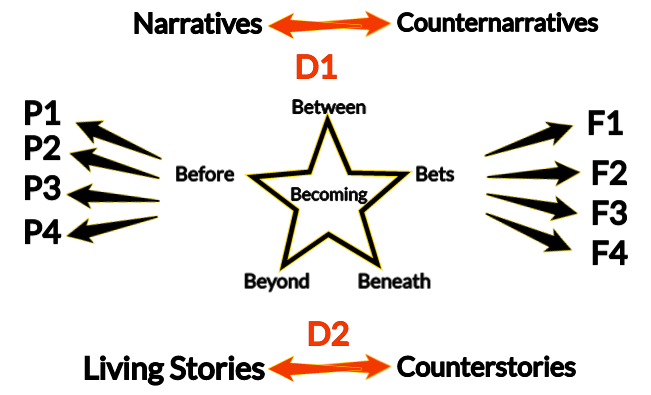 Narratives Counternarratives
D1
Between
P1
P2
P3
P4
Before
Becoming
Bets
F1
F2
F3
F4
Beyond
Beneath
D2
Living Stories Counterstories